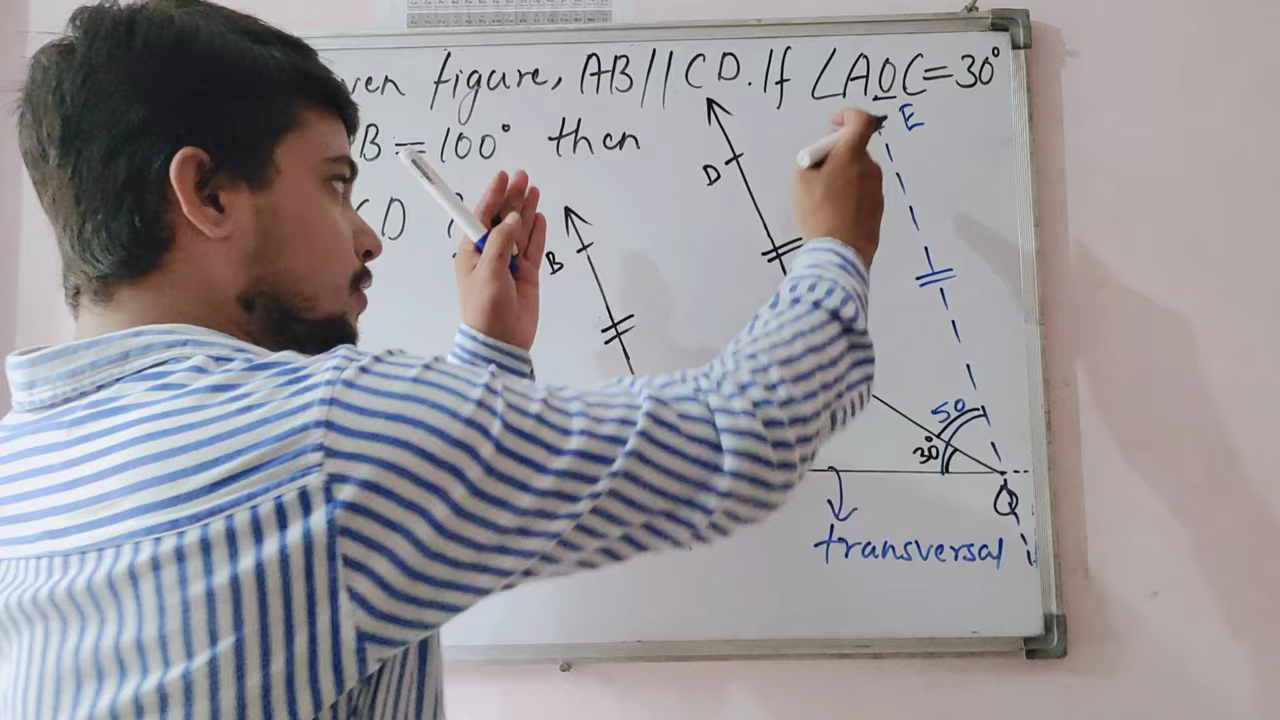 ven figure, AB // CD. If ∠AOC = 30°
B = 100° then
CD ?
E
D
B
50
30°
Q
transversal